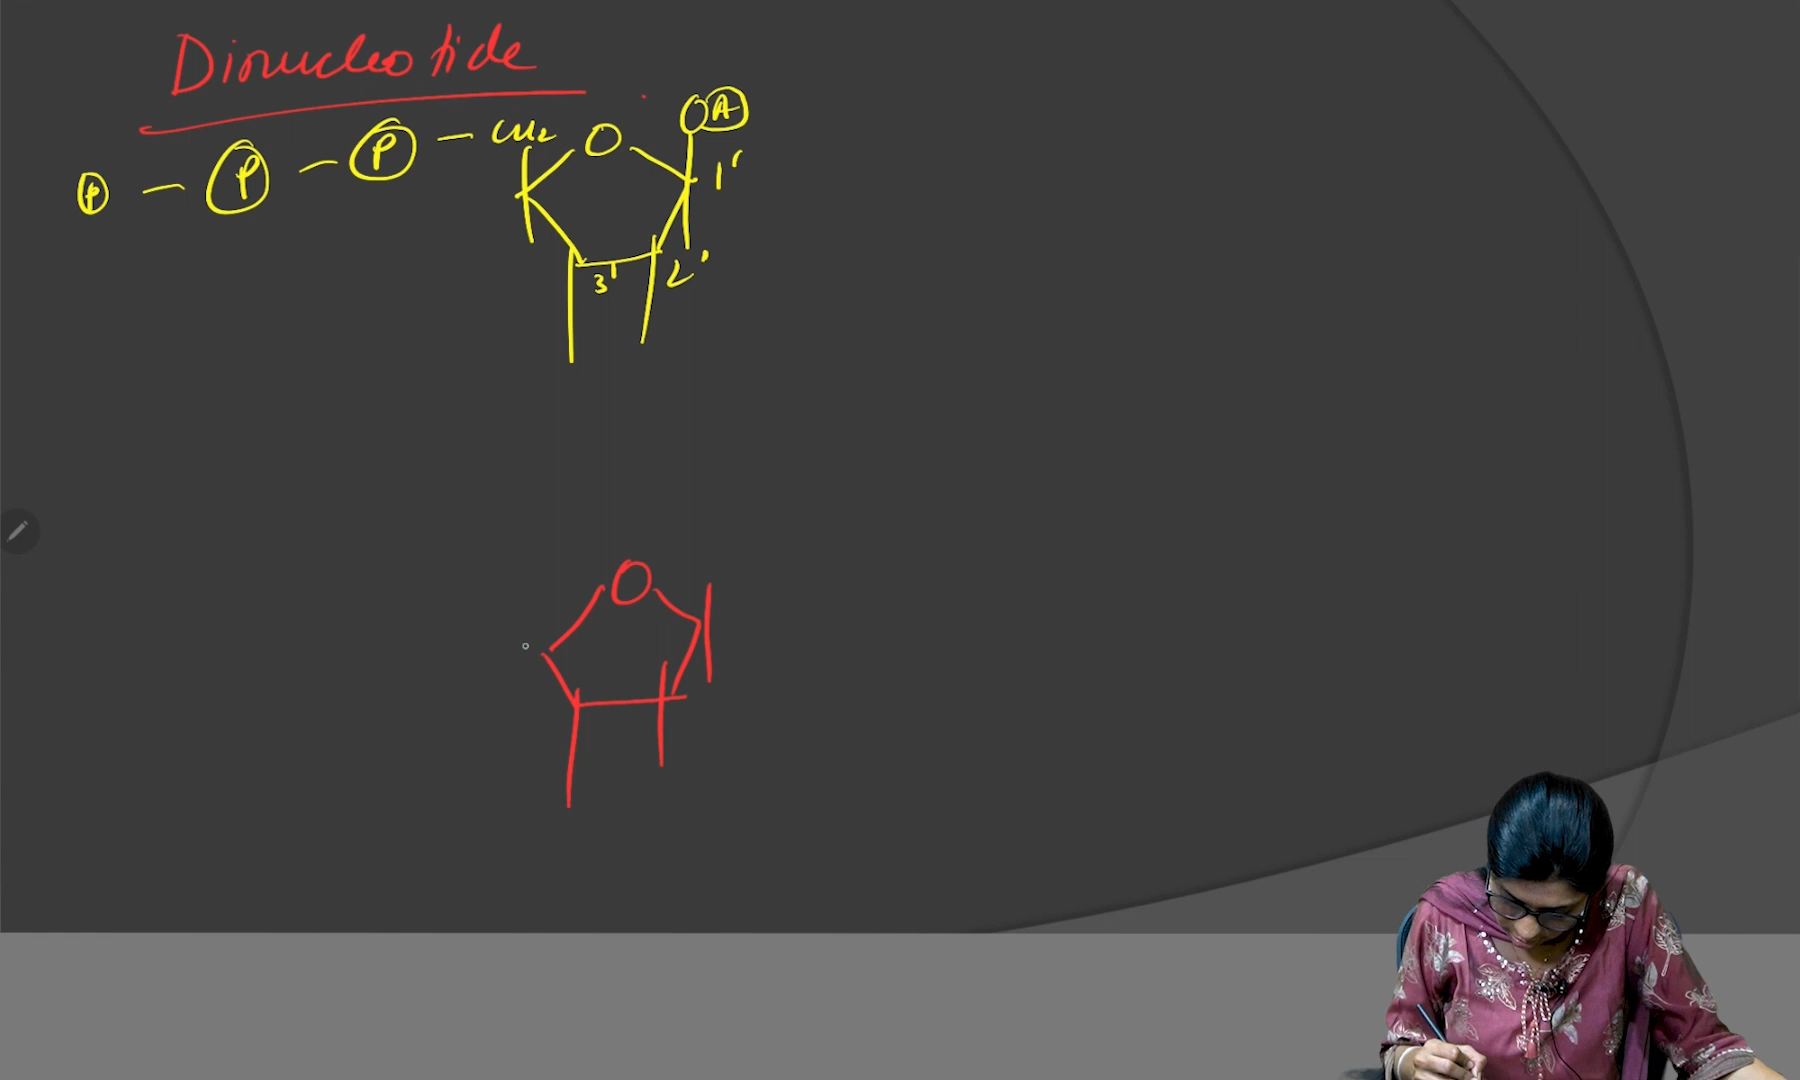 Dinucleotide
P - P - P - CH2 O O A
1'
3' 2'
O